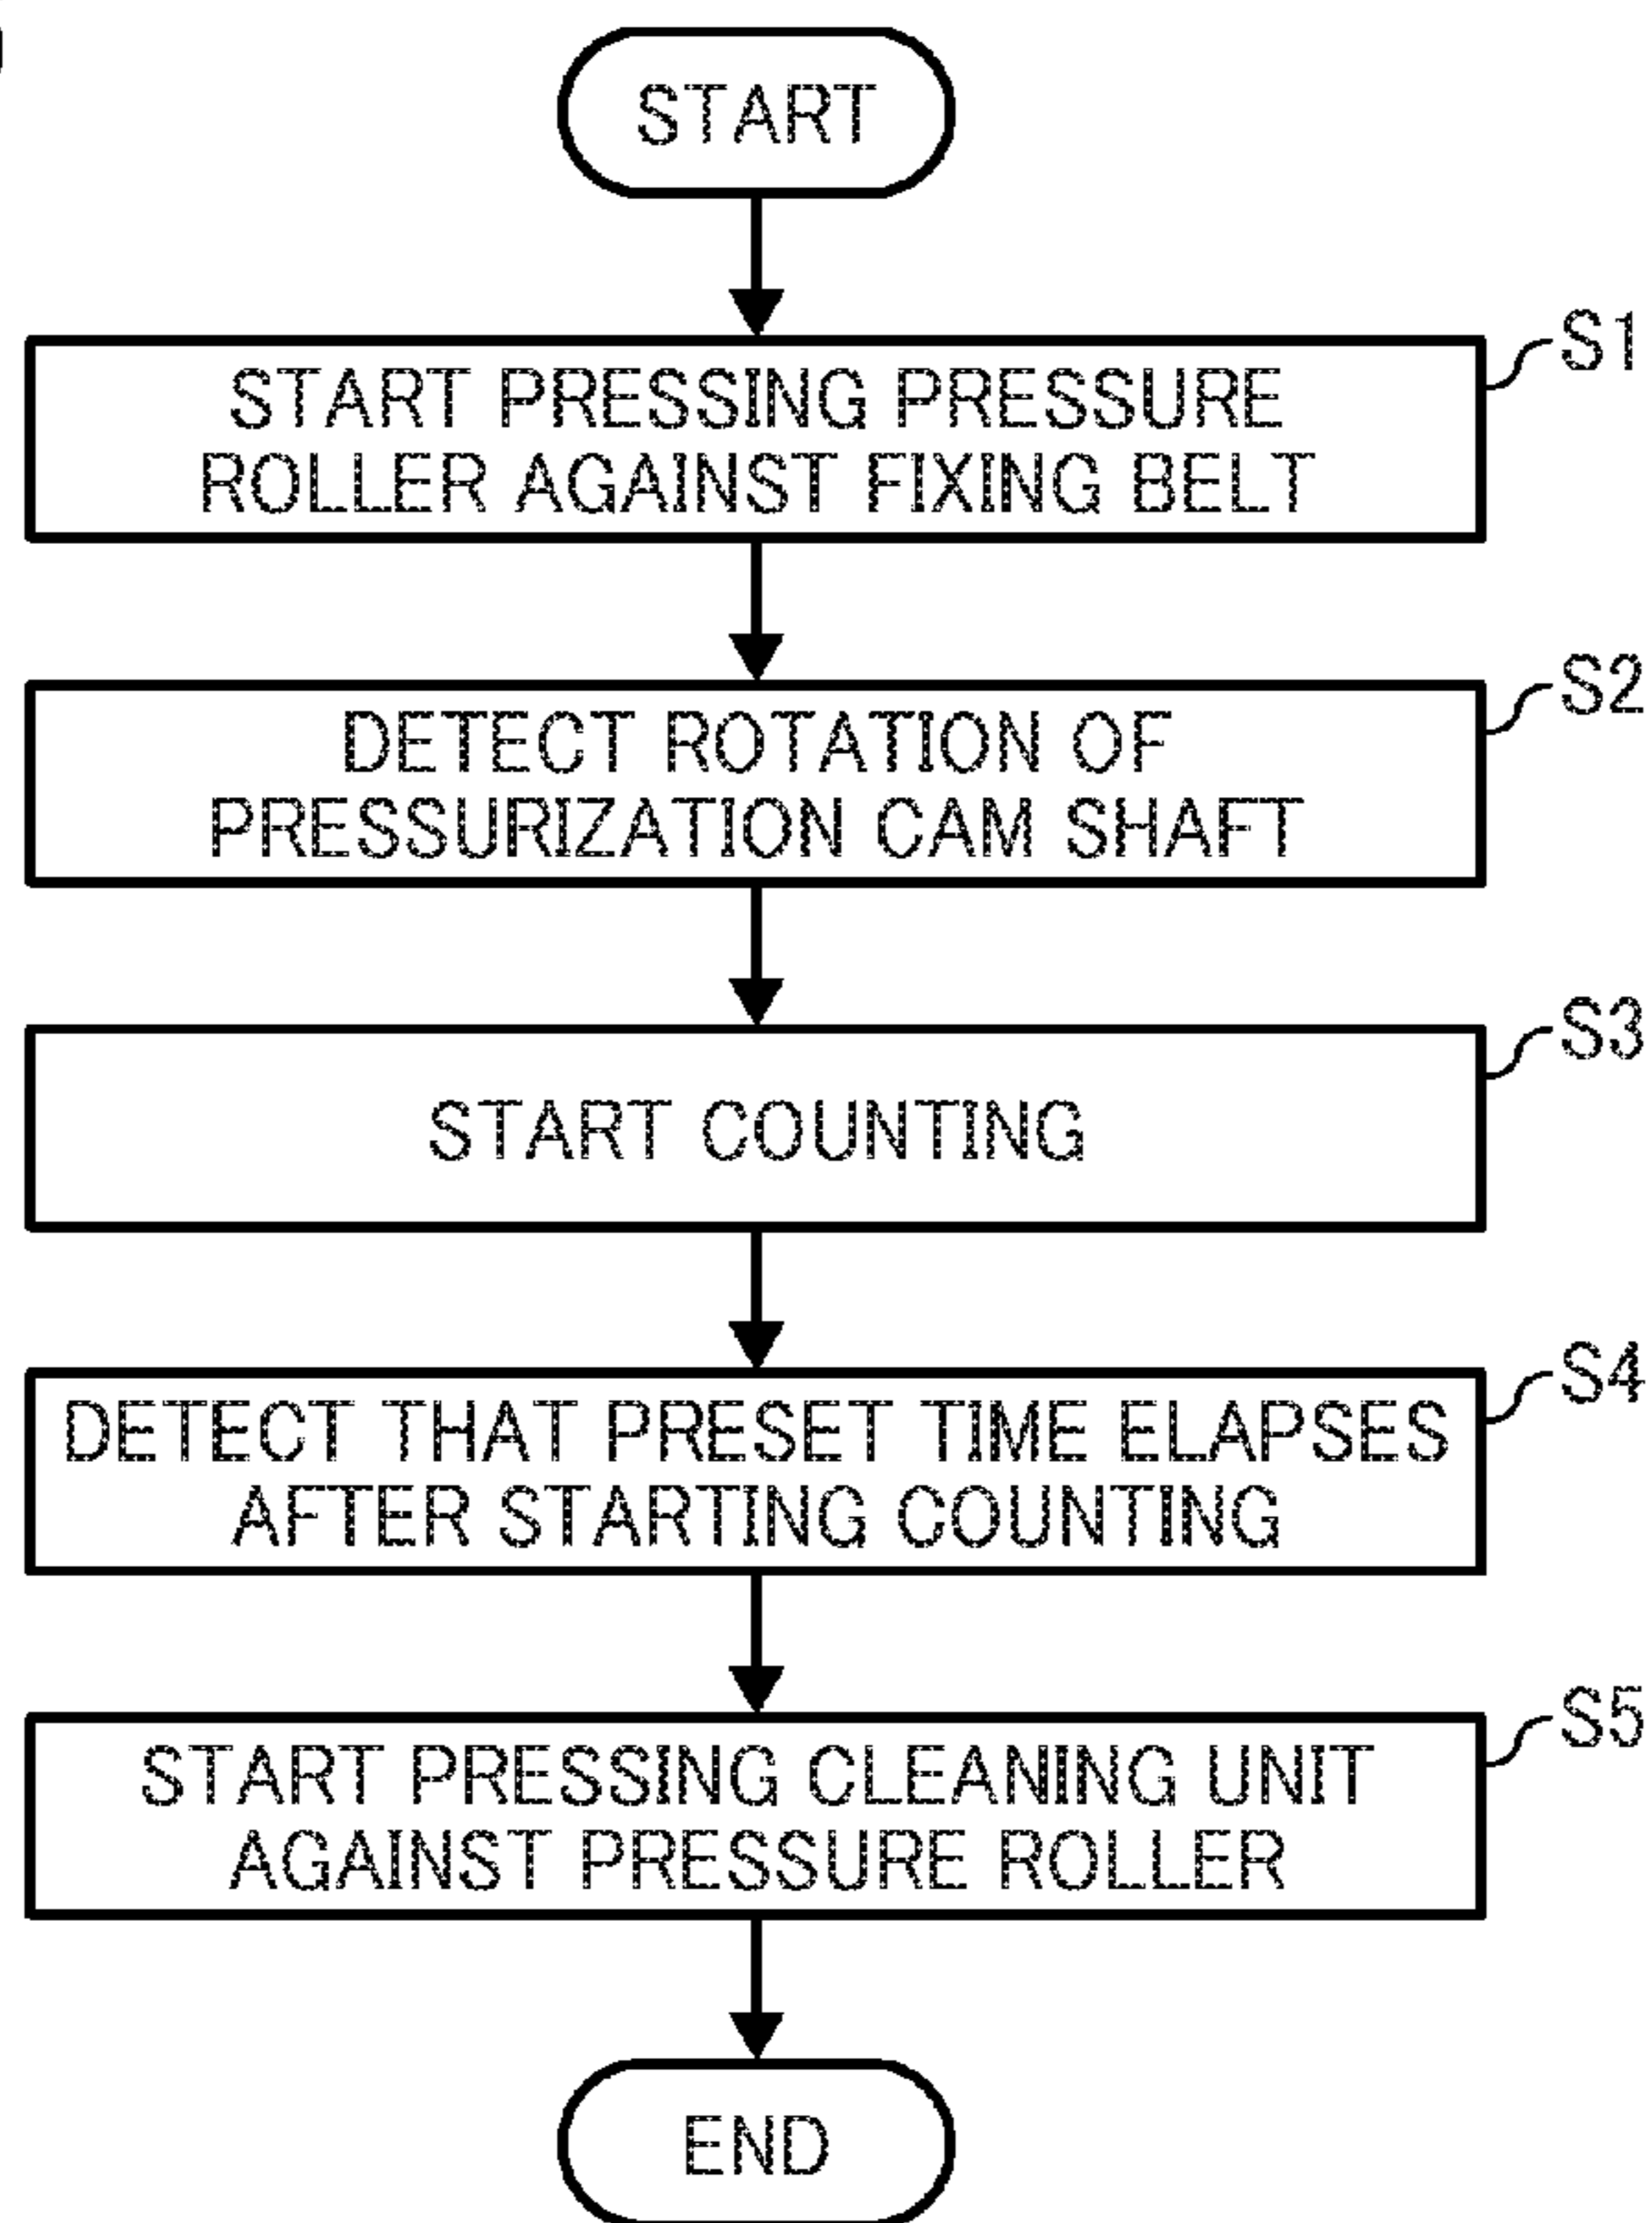 START
S1
START PRESSING PRESSURE
ROLLER AGAINST FIXING BELT
S2
DETECT ROTATION OF
PRESSURIZATION CAM SHAFT
S3
START COUNTING
S4
DETECT THAT PRESET TIME ELAPSES
AFTER STARTING COUNTING
S5
START PRESSING CLEANING UNIT
AGAINST PRESSURE ROLLER
END